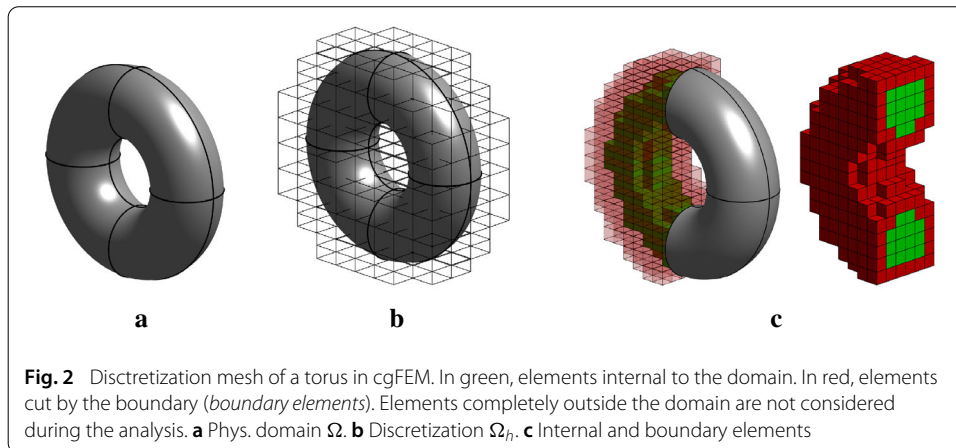 a b c
Fig. 2 Disctretization mesh of a torus in cgFEM. In green, elements internal to the domain. In red, elements
cut by the boundary (boundary elements). Elements completely outside the domain are not considered
during the analysis. a Phys. domain Ω. b Discretization Ωh. c Internal and boundary elements